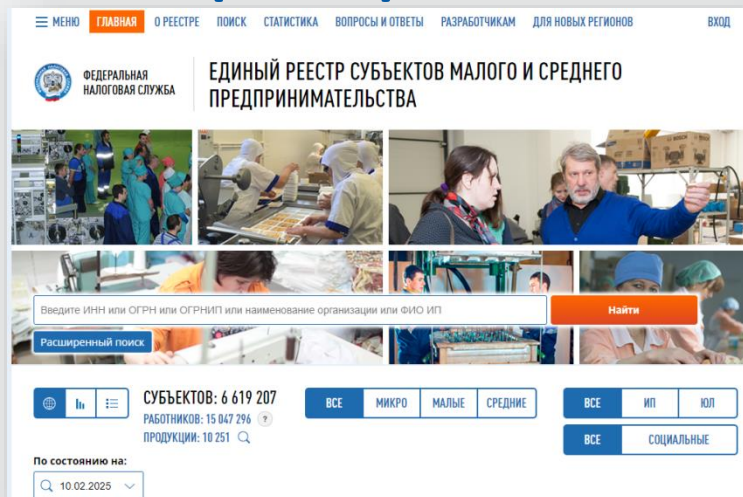 МЕНЮ ГЛАВНАЯ О РЕЕСТРЕ ПОИСК СТАТИСТИКА ВОПРОСЫ И ОТВЕТЫ РАЗРАБОТЧИКАМ ДЛЯ НОВЫХ РЕГИОНОВ ВХОД
ФЕДЕРАЛЬНАЯ
НАЛОГОВАЯ СЛУЖБА
ЕДИНЫЙ РЕЕСТР СУБЪЕКТОВ МАЛОГО И СРЕДНЕГО
ПРЕДПРИНИМАТЕЛЬСТВА
Введите ИНН или ОГРН или ОГРНИП или наименование организации или ФИО ИП
Найти
Расширенный поиск
СУБЪЕКТОВ: 6 619 207
РАБОТНИКОВ: 15 047 296 ?
ПРОДУКЦИИ: 10 251
ВСЕ МИКРО МАЛЫЕ СРЕДНИЕ
ВСЕ ИП ЮЛ
ВСЕ СОЦИАЛЬНЫЕ
По состоянию на:
10.02.2025